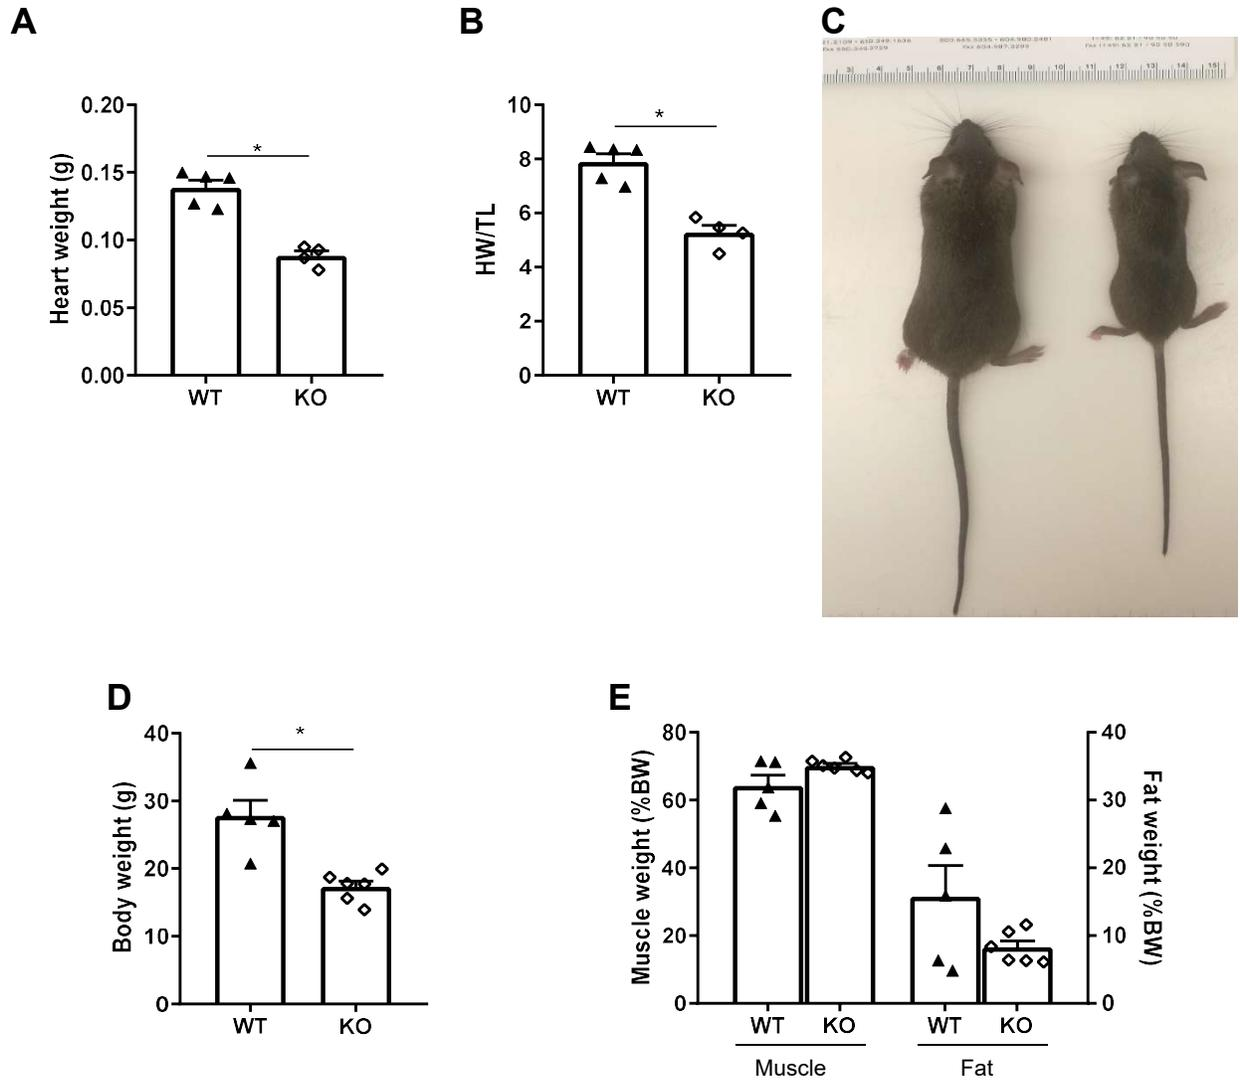 A
B
C
0.20
0.15
0.10
0.05
0.00
Heart weight (g)
*
WT
KO
10
8
6
4
2
0
HW/TL
*
WT
KO
3
4
5
6
7
8
9
10
11
12
13
14
15
D
E
40
30
20
10
0
Body weight (g)
*
WT
KO
80
60
40
20
0
Muscle weight (%BW)
40
30
20
10
0
Fat weight (%BW)
WT
KO
WT
KO
Muscle
Fat